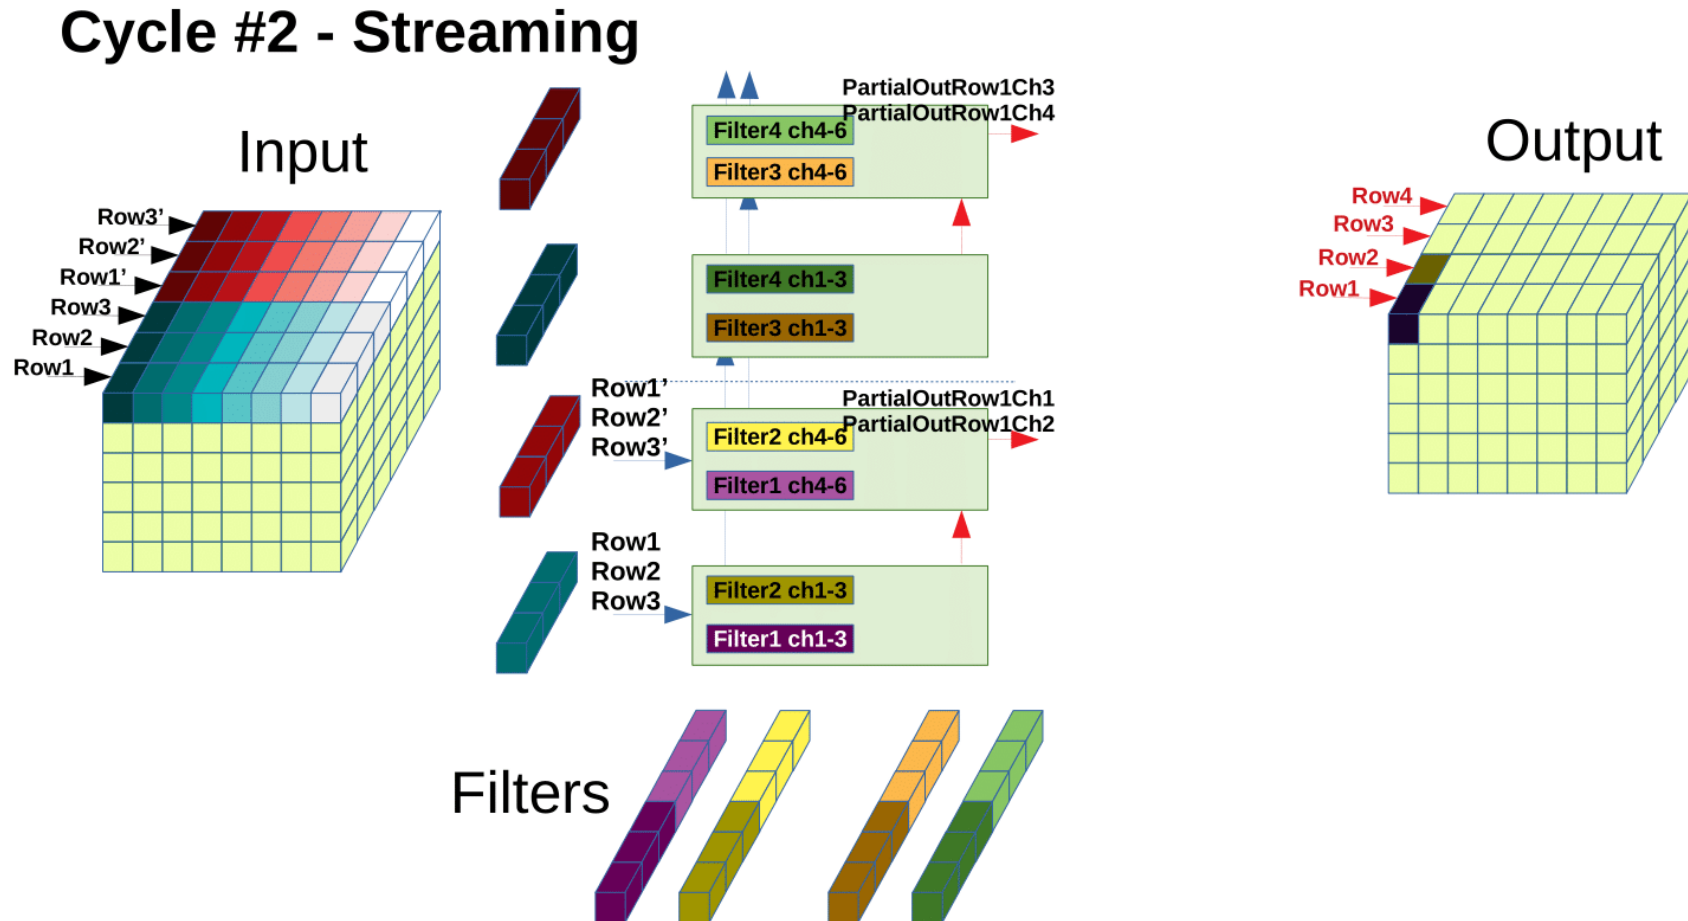 Cycle #2 - Streaming
Input
Row3’
Row2’
Row1’
Row3
Row2
Row1
PartialOutRow1Ch3
PartialOutRow1Ch4
Filter4 ch4-6
Filter3 ch4-6
Filter4 ch1-3
Filter3 ch1-3
Row1’
Row2’
Row3’
PartialOutRow1Ch1
PartialOutRow1Ch2
Filter2 ch4-6
Filter1 ch4-6
Row1
Row2
Row3
Filter2 ch1-3
Filter1 ch1-3
Output
Row4
Row3
Row2
Row1
Filters